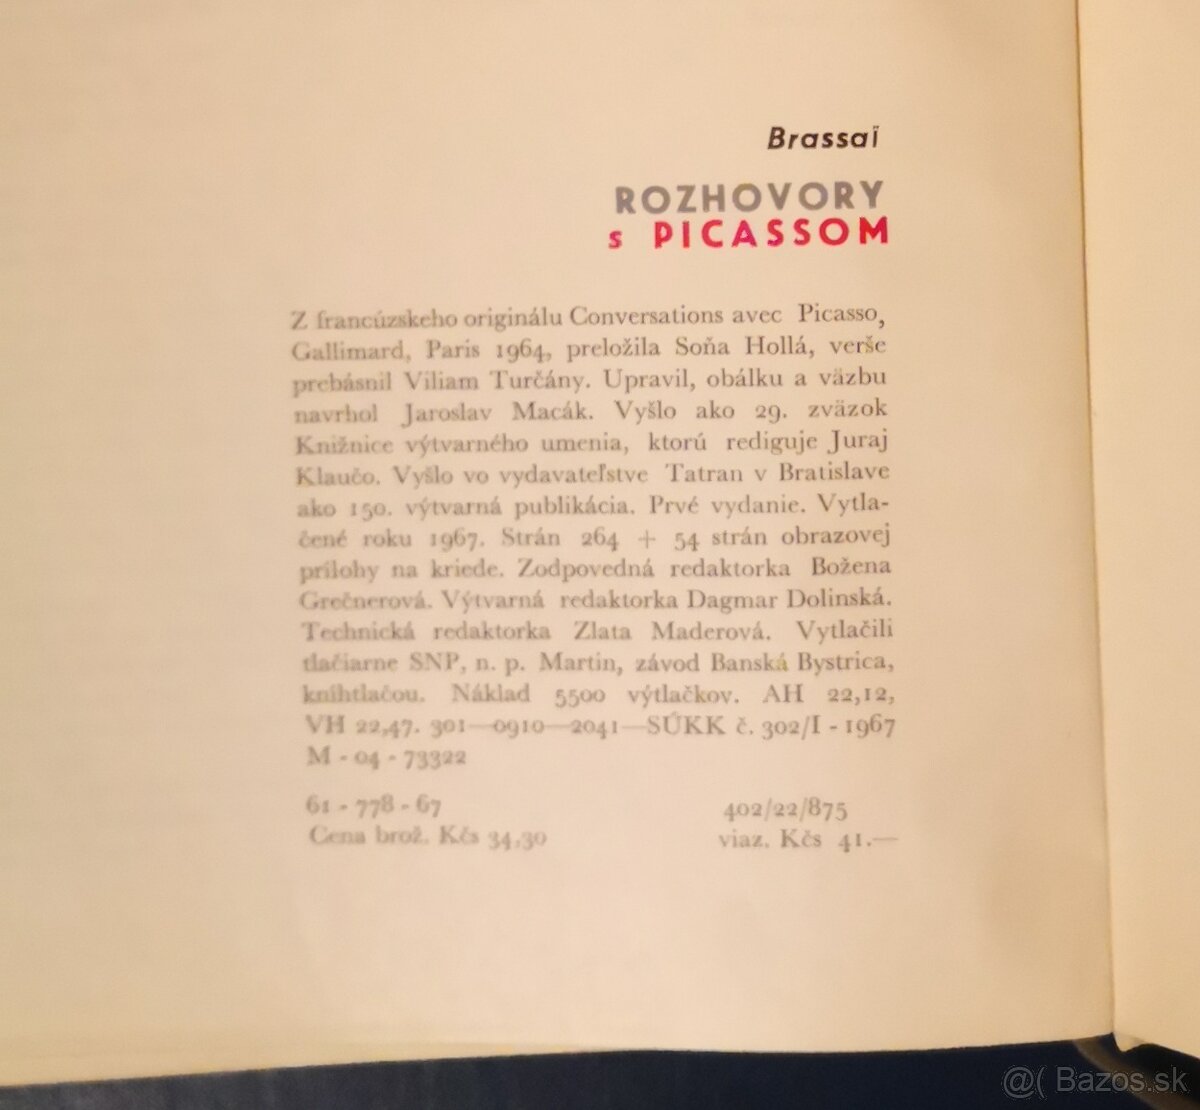 Brassaï
ROZHOVORY
s PICASSOM
Z francúzskeho originálu Conversations avec Picasso,
Gallimard, Paris 1964, preložila Soňa Hollá, verše
prebásnil Viliam Turčány. Upravil, obálku a väzbu
navrhol Jaroslav Macák. Vyšlo ako 29. zväzok
Knižnice výtvarného umenia, ktorú rediguje Juraj
Klaučo. Vyšlo vo vydavateľstve Tatran v Bratislave
ako 150. výtvarná publikácia. Prvé vydanie. Vytla-
čené roku 1967. Strán 264 + 54 strán obrazovej
prílohy na kriede. Zodpovedná redaktorka Božena
Grečnerová. Výtvarná redaktorka Dagmar Dolinská.
Technická redaktorka Zlata Maderová. Vytlačili
tlačiarne SNP, n. p. Martin, závod Banská Bystrica,
kníhtlačou. Náklad 5500 výtlačkov. AH 22,12,
VH 22,47. 301—0910—2041—SÚKK č. 302/I - 1967
M - 04 - 73322
61 - 778 - 67 402/22/875
Cena brož. Kčs 34,30 viaz. Kčs 41.—
@( Bazos.sk